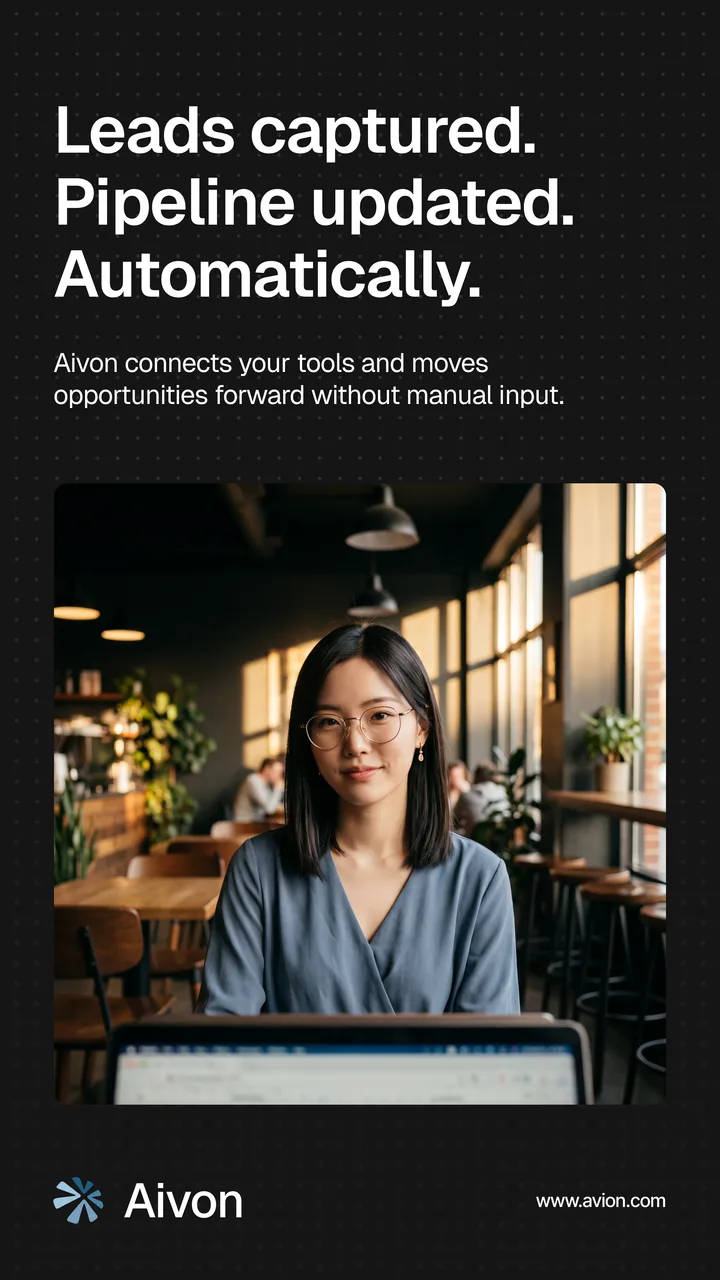 Leads captured.
Pipeline updated.
Automatically.
Aivon connects your tools and moves
opportunities forward without manual input.
Aivon
www.avion.com